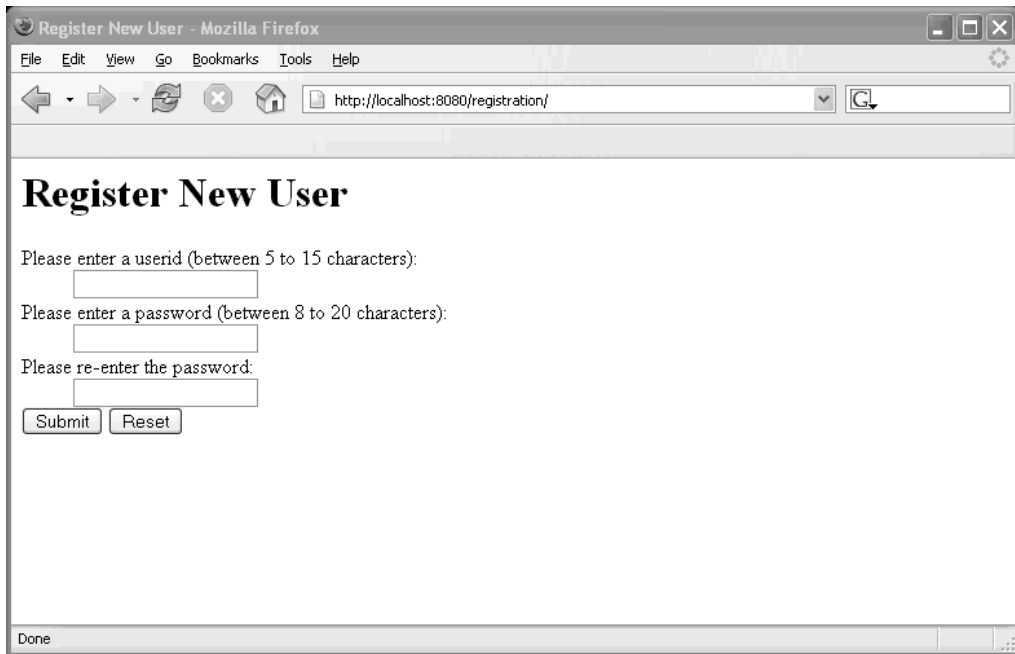 Register New User - Mozilla Firefox
File Edit View Go Bookmarks Tools Help
http://localhost:8080/registration/ G
Register New User
Please enter a userid (between 5 to 15 characters):
Please enter a password (between 8 to 20 characters):
Please re-enter the password:
Submit Reset
Done